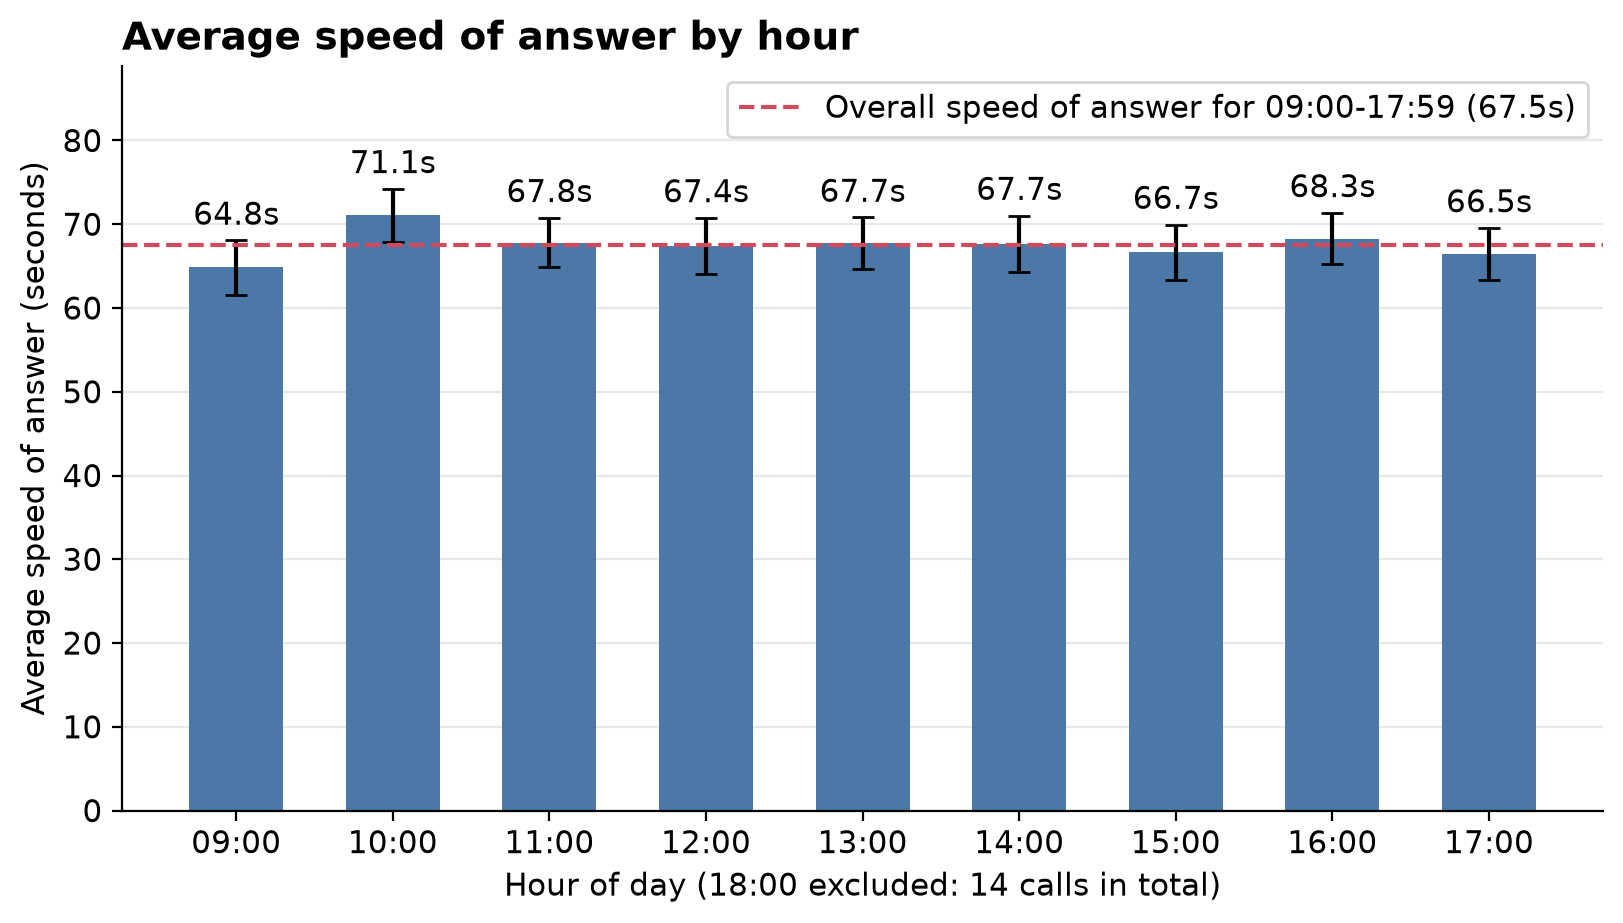 Average speed of answer by hour
Overall speed of answer for 09:00-17:59 (67.5s)
Average speed of answer (seconds)
80
70
60
50
40
30
20
10
0
64.8s
71.1s
67.8s
67.4s
67.7s
67.7s
66.7s
68.3s
66.5s
09:00
10:00
11:00
12:00
13:00
14:00
15:00
16:00
17:00
Hour of day (18:00 excluded: 14 calls in total)